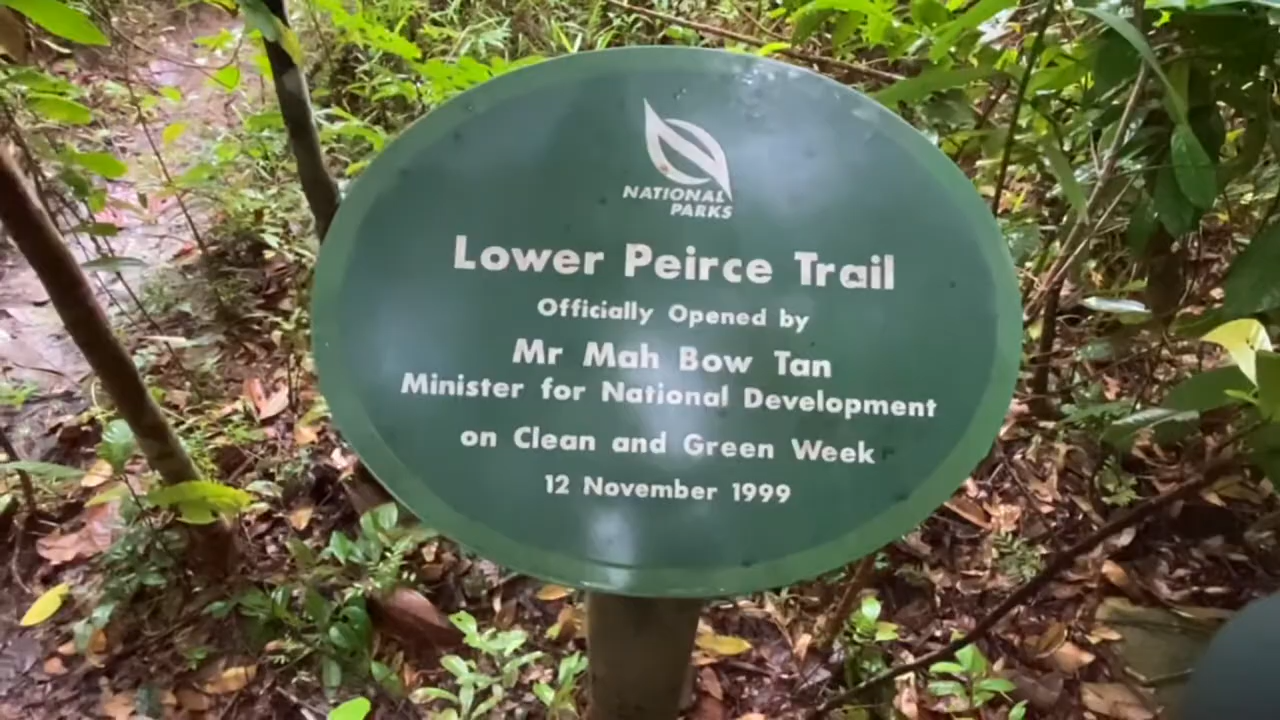 NATIONAL
PARKS
Lower Peirce Trail
Officially Opened by
Mr Mah Bow Tan
Minister for National Development
on Clean and Green Week
12 November 1999